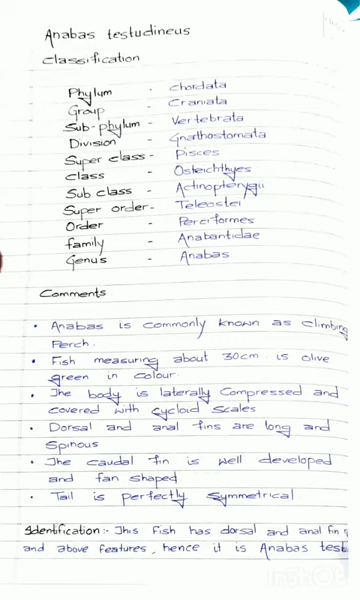 Anabas testudineus
classification
Phylum - chordata
Group - Craniata
Sub-phylum - Vertebrata
Division - Gnathostomata
Super class - Pisces
class - Osteichthyes
Sub class - Actinopterygii
Super order - Teleostei
Order - Perciformes
family - Anabantidae
Genus - Anabas
Comments
• Anabas is commonly known as climbing
Perch.
• Fish measuring about 30cm is olive
green in colour.
• The body is laterally Compressed and
covered with cycloid scales
• Dorsal and anal fins are long and
Spinous
• The caudal fin is well developed
and fan shaped
• Tail is perfectly Symmetrical
Identification :- This fish has dorsal and anal fin
and above features, hence it is Anabas test